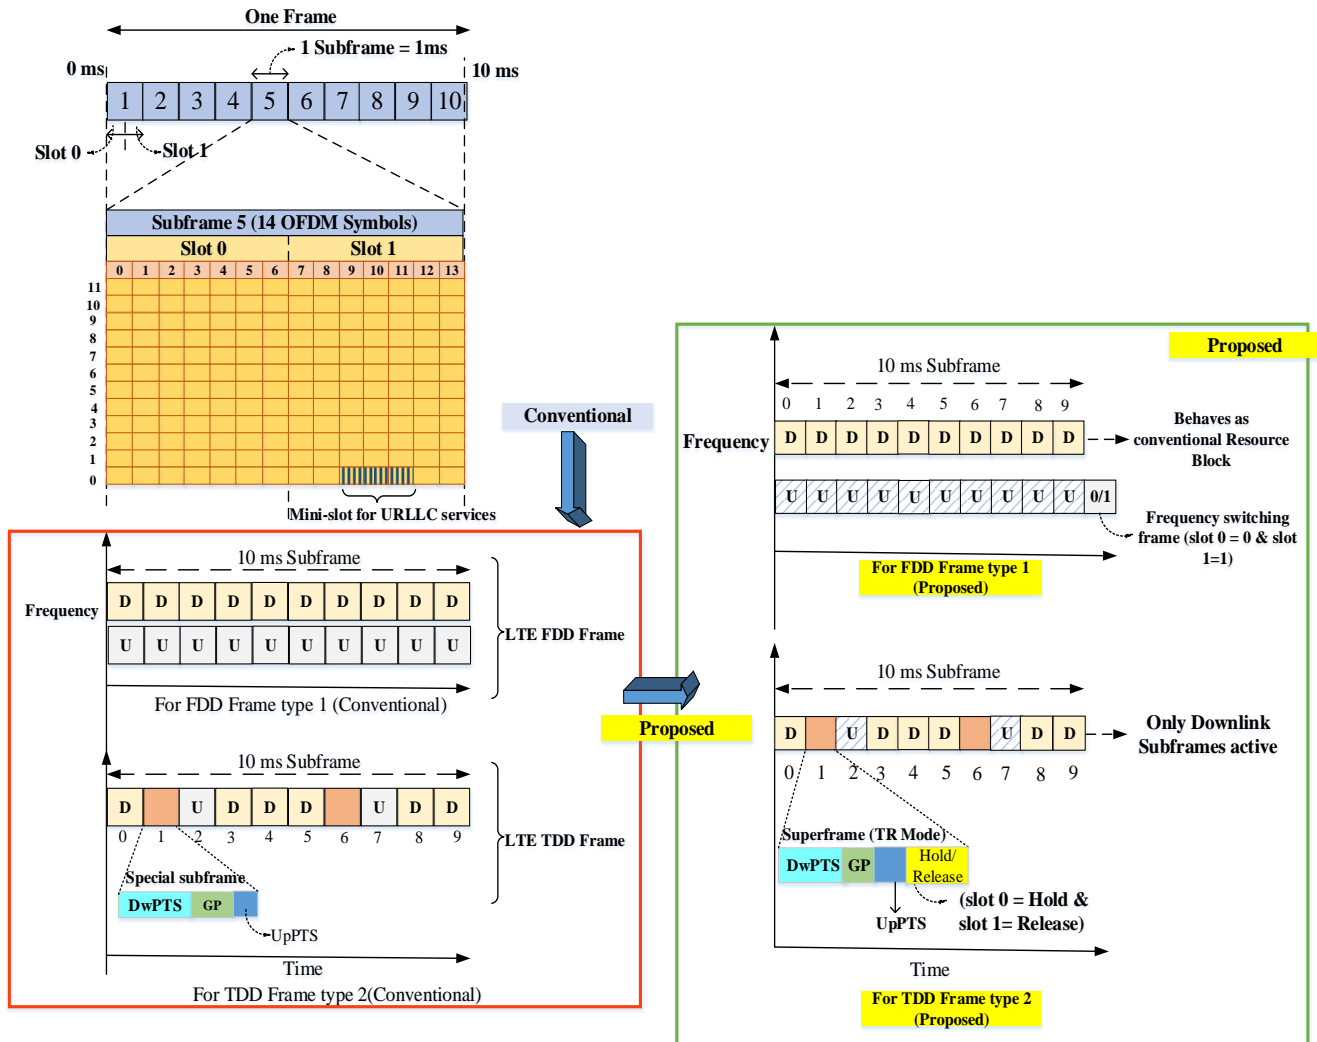 One Frame
1 Subframe = 1ms
0 ms
10 ms
1 2 3 4 5 6 7 8 9 10
Slot 0
Slot 1
Subframe 5 (14 OFDM Symbols)
Slot 0 Slot 1
0 1 2 3 4 5 6 7 8 9 10 11 12 13
11
10
9
8
7
6
5
4
3
2
1
0
Mini-slot for URLLC services
Conventional
10 ms Subframe
Frequency
D D D D D D D D D D
U U U U U U U U U U
LTE FDD Frame
For FDD Frame type 1 (Conventional)
10 ms Subframe
D U D D D U D D
0 1 2 3 4 5 6 7 8 9
LTE TDD Frame
Special subframe
DwPTS GP
UpPTS
Time
For TDD Frame type 2(Conventional)
Proposed
Proposed
10 ms Subframe
0 1 2 3 4 5 6 7 8 9
Frequency
D D D D D D D D D D
Behaves as
conventional Resource
Block
U U U U U U U U U U 0/1
Frequency switching
frame (slot 0 = 0 & slot
1=1)
For FDD Frame type 1
(Proposed)
10 ms Subframe
D U D D D U D D
Only Downlink
Subframes active
0 1 2 3 4 5 6 7 8 9
Superframe (TR Mode)
DwPTS GP
Hold/
Release
(slot 0 = Hold &
slot 1= Release)
UpPTS
Time
For TDD Frame type 2
(Proposed)